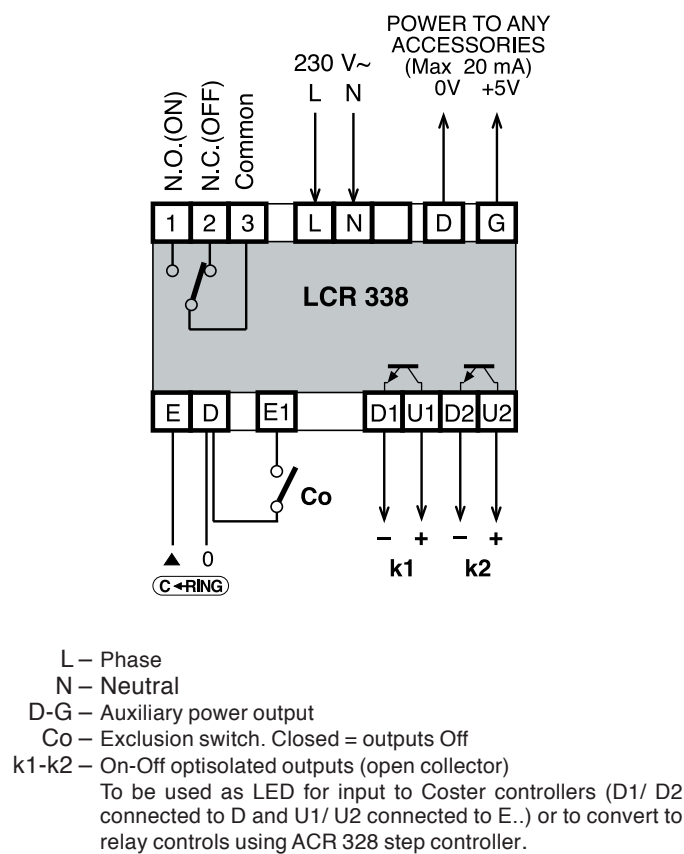 POWER TO ANY
ACCESSORIES
(Max 20 mA)
0V +5V
230 V~
L N
N.O.(ON)
N.C.(OFF)
Common
1 2 3 L N D G
LCR 338
E D E1 D1 U1 D2 U2
Co
– + – +
k1 k2
▲ 0
C◄RING
L – Phase
N – Neutral
D-G – Auxiliary power output
Co – Exclusion switch. Closed = outputs Off
k1-k2 – On-Off optisolated outputs (open collector)
To be used as LED for input to Coster controllers (D1/ D2
connected to D and U1/ U2 connected to E..) or to convert to
relay controls using ACR 328 step controller.